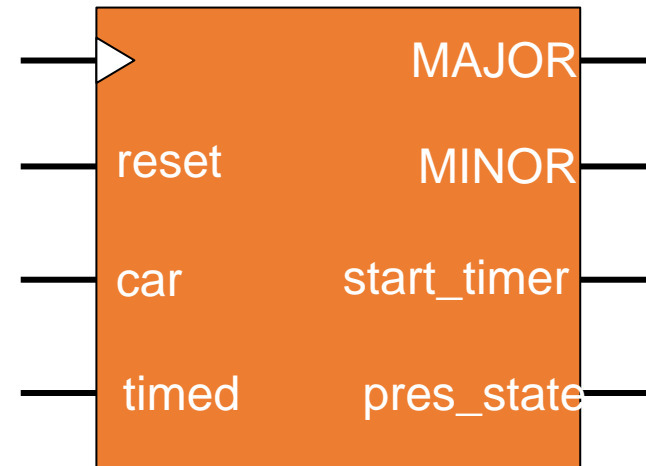 MAJOR
reset
MINOR
car
start_timer
timed
pres_state